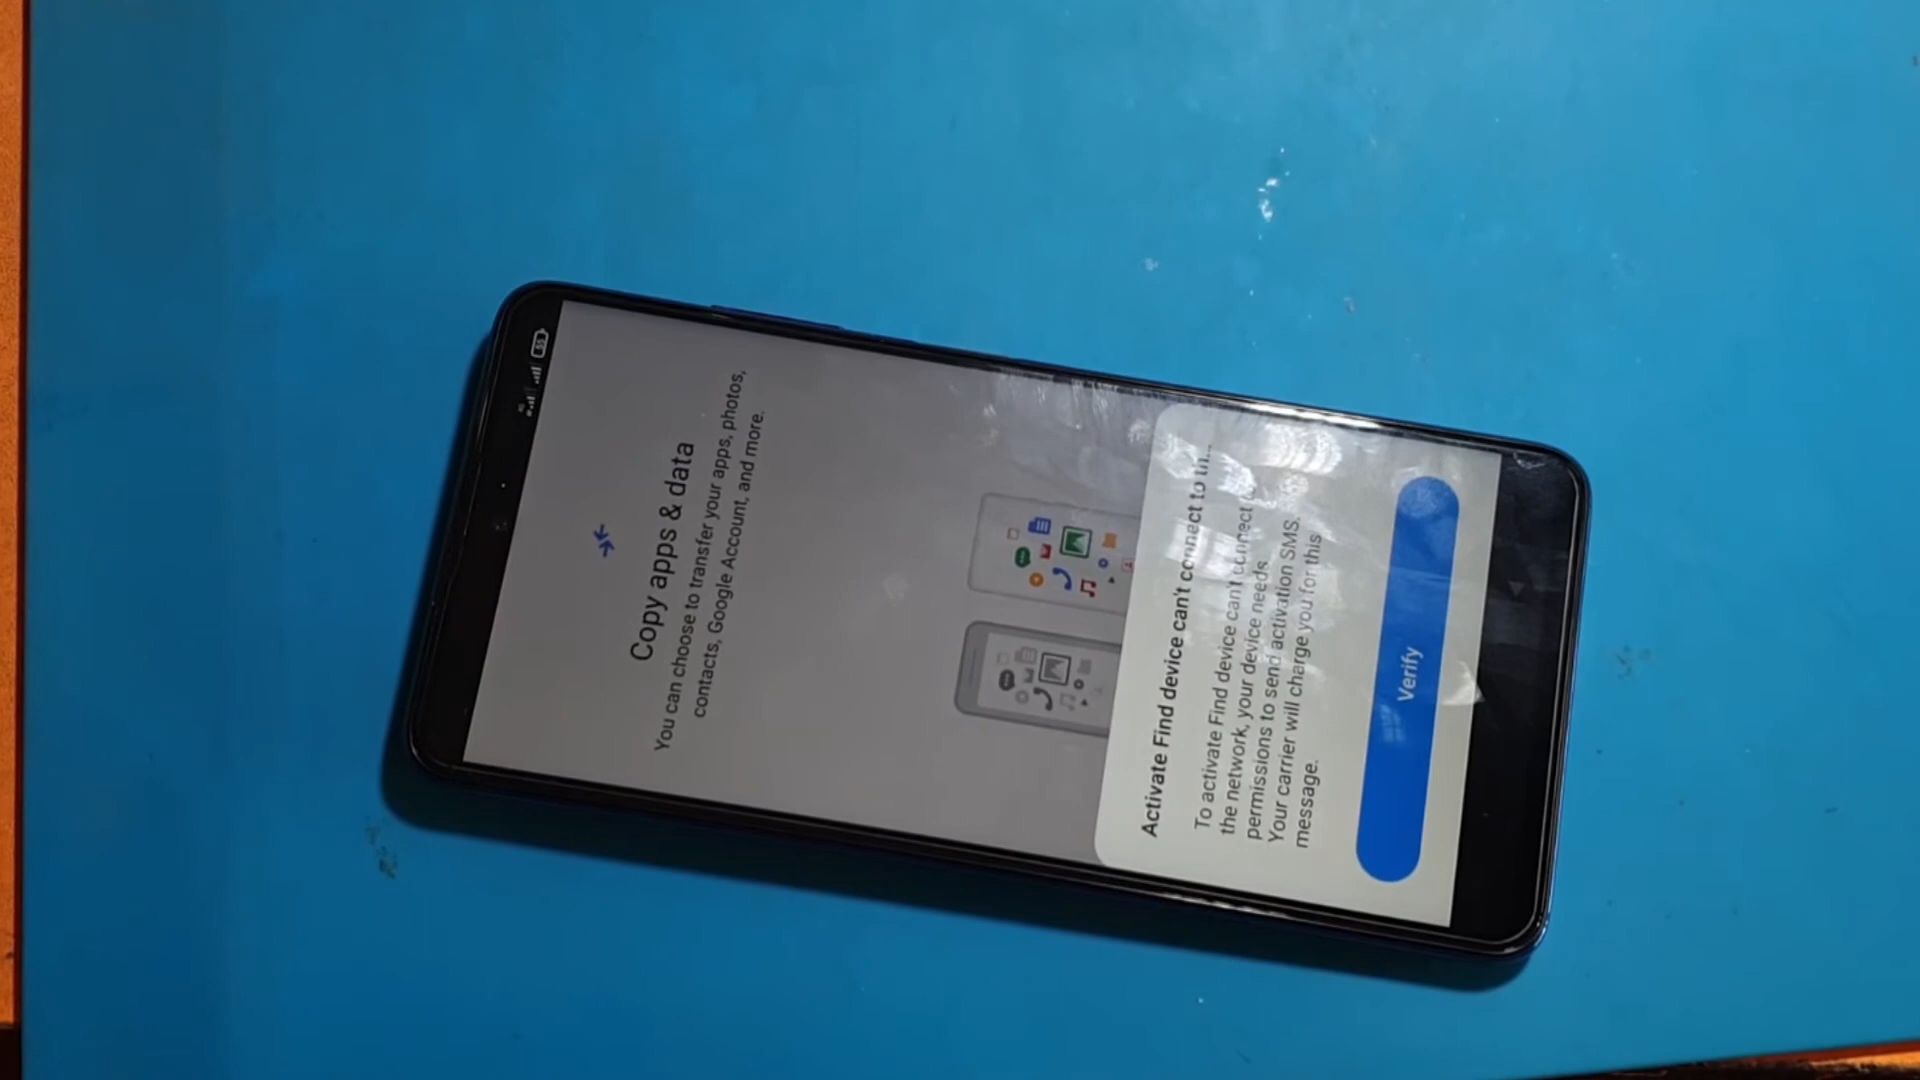 4G
55
Copy apps & data
You can choose to transfer your apps, photos,
contacts, Google Account, and more.
Activate Find device can't connect to
To activate Find device can't connect
the network, your device needs
permissions to send activation SMS.
Your carrier will charge you for this
message.
Verify